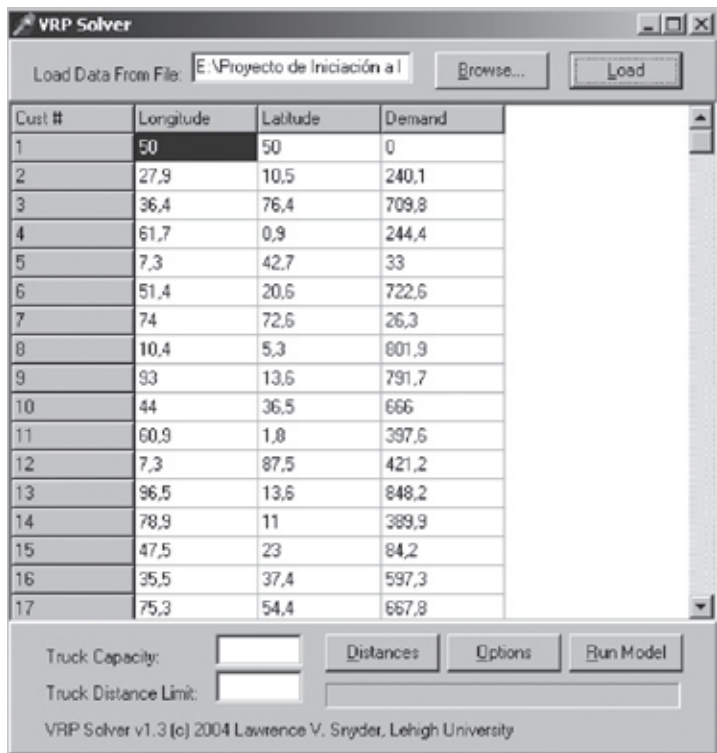 VRP Solver
Load Data From File: E:\Proyecto de Iniciación a l Browse... Load
Cust # Longitude Latitude Demand
1 50 50 0
2 27,9 10,5 240,1
3 36,4 76,4 709,8
4 61,7 0,9 244,4
5 7,3 42,7 33
6 51,4 20,6 722,6
7 74 72,6 26,3
8 10,4 5,3 801,9
9 93 13,6 791,7
10 44 36,5 666
11 60,9 1,8 397,6
12 7,3 87,5 421,2
13 96,5 13,6 848,2
14 78,9 11 389,9
15 47,5 23 84,2
16 35,5 37,4 597,3
17 75,3 54,4 667,8
Truck Capacity: Distances Options Run Model
Truck Distance Limit:
VRP Solver v1.3 (c) 2004 Lawrence V. Snyder, Lehigh University